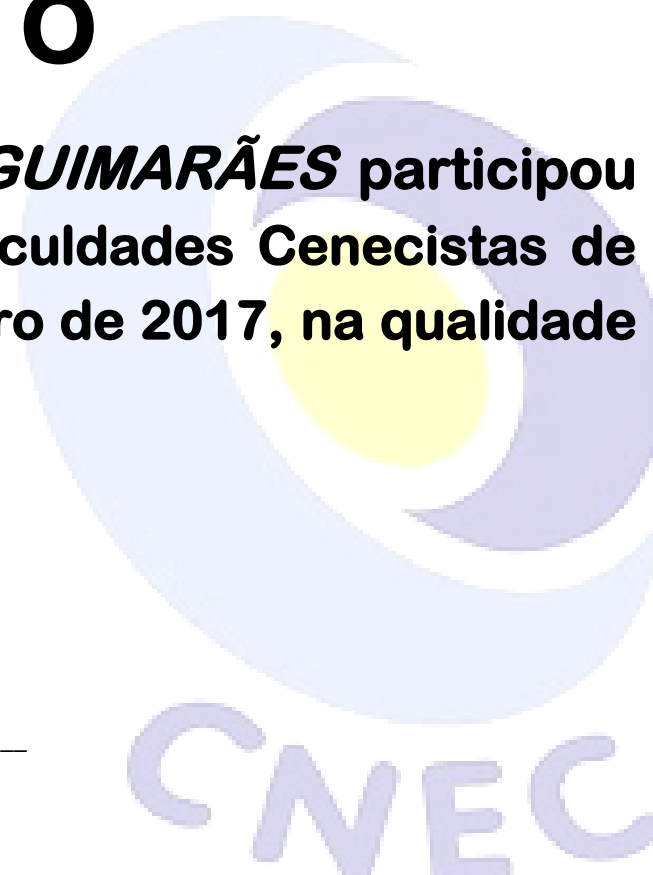 O
GUIMARÃES participou
culdades Cenecistas de
ro de 2017, na qualidade
CNEC